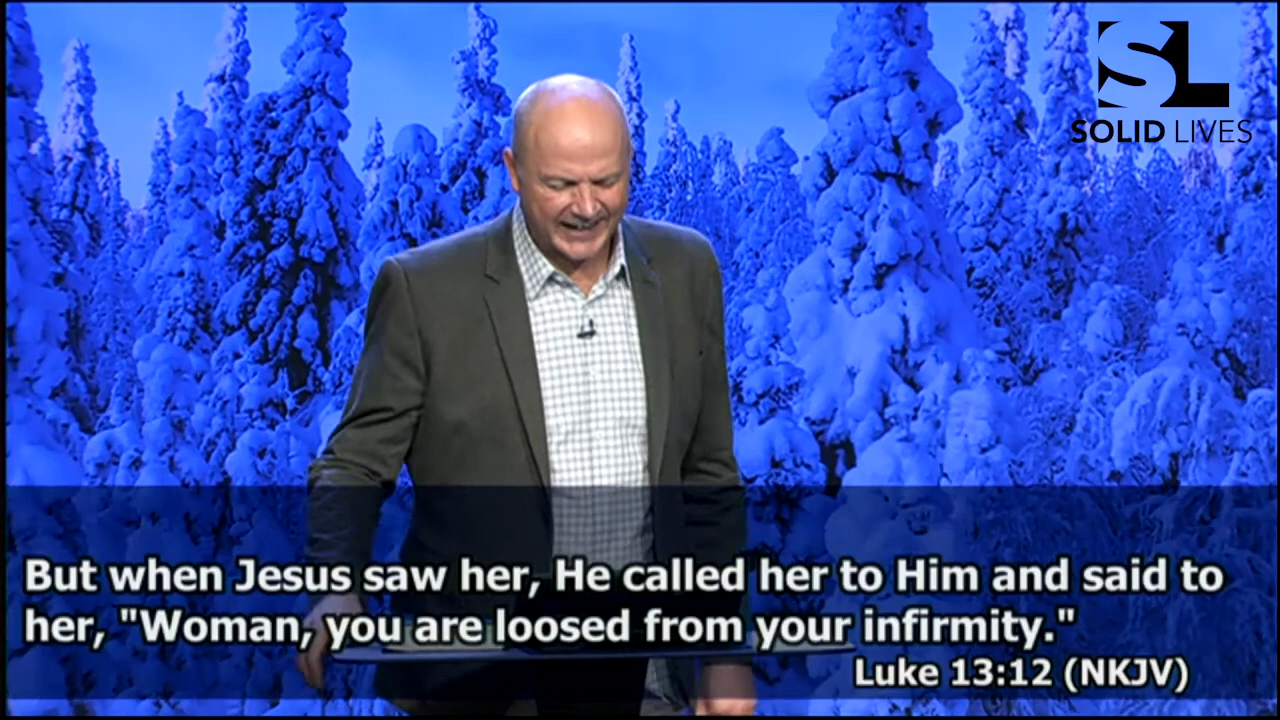 SL
SOLID LIVES
But when Jesus saw her, He called her to Him and said to
her, "Woman, you are loosed from your infirmity."
Luke 13:12 (NKJV)